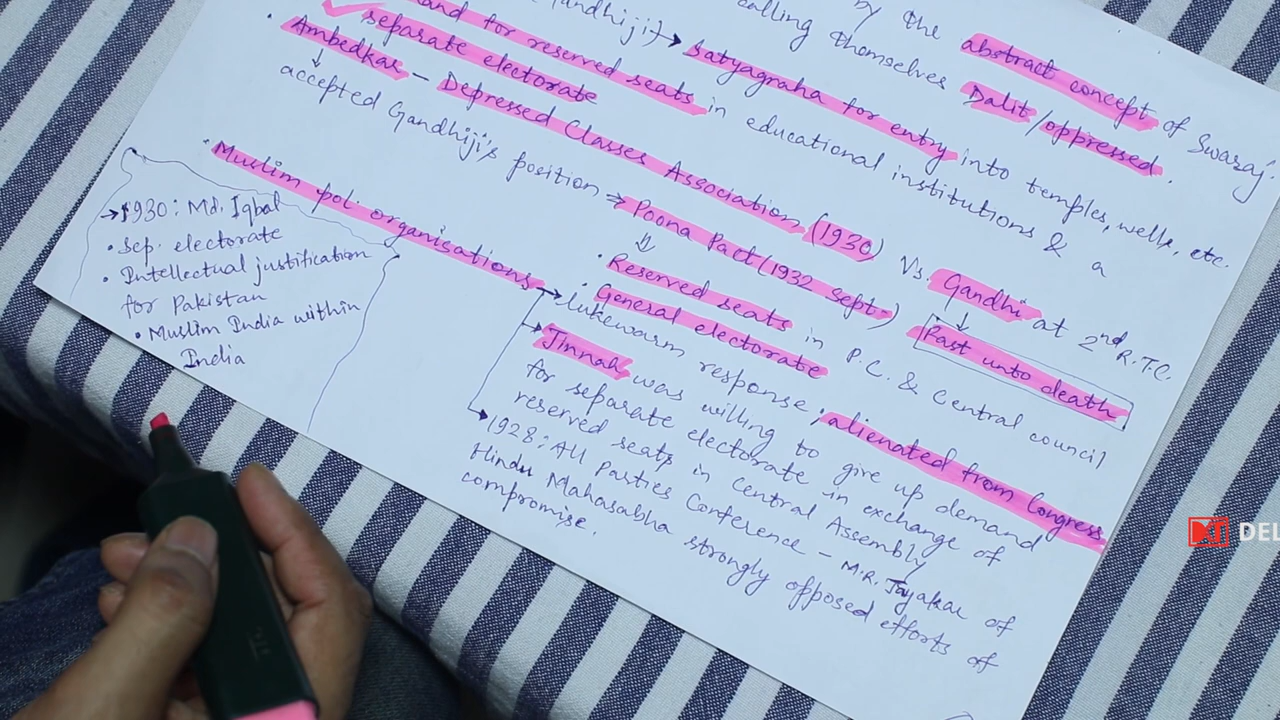 by the abstract concept of Swaraj.
calling themselves Dalit/oppressed.
Gandhiji) → Satyagraha for entry into temples, wells, etc.
and for reserved seats in educational institutions & a
separate electorate
• Ambedkar – Depressed Classes Association (1930) Vs. Gandhi at 2nd R.T.C.
↓
accepted Gandhiji's position ⇒ Poona Pact (1932 Sept.) Fast unto death
• Reserved seats in P.C. & Central council
• General electorate
• Muslim pol. organisations → lukewarm response, alienated from Congress
→ Jinnah was willing to give up demand
for separate electorate in exchange of
reserved seats in Central Assembly
→ 1928: All Parties Conference – M.R. Jayakar of
Hindu Mahasabha strongly opposed efforts of
compromise.
→ 1930: Md. Iqbal
• Sep. electorate
• Intellectual justification
for Pakistan
• Muslim India within
India
DEL